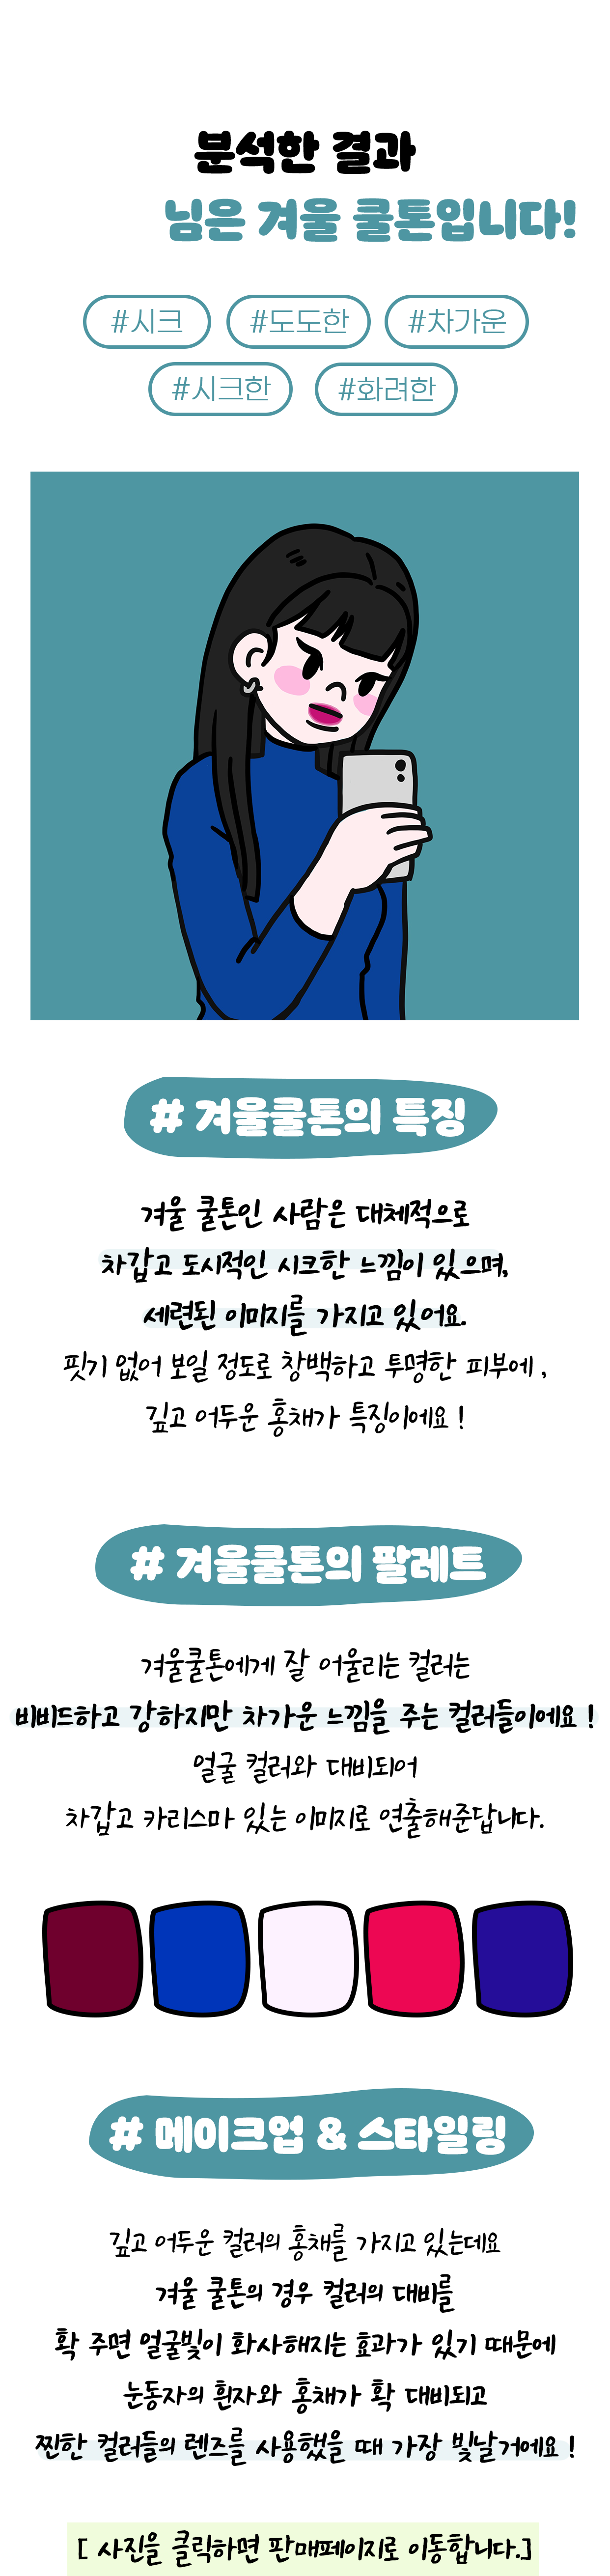 분석한 결과
님은 겨울 쿨톤입니다!
#시크 #도도한 #차가운
#시크한 #화려한
# 겨울쿨톤의 특징
겨울 쿨톤인 사람은 대체적으로
차갑고 도시적인 시크한 느낌이 있으며,
세련된 이미지를 가지고 있어요.
핏기 없어 보일 정도로 창백하고 투명한 피부에 ,
깊고 어두운 홍채가 특징이에요 !
# 겨울쿨톤의 팔레트
겨울쿨톤에게 잘 어울리는 컬러는
비비드하고 강하지만 차가운 느낌을 주는 컬러들이에요 !
얼굴 컬러와 대비되어
차갑고 카리스마 있는 이미지로 연출해준답니다.
# 메이크업 & 스타일링
깊고 어두운 컬러의 홍채를 가지고 있는데요
겨울 쿨톤의 경우 컬러의 대비를
확 주면 얼굴빛이 화사해지는 효과가 있기 때문에
눈동자의 흰자와 홍채가 확 대비되고
찐한 컬러들의 렌즈를 사용했을 때 가장 빛날거에요 !
[ 사진을 클릭하면 판매페이지로 이동합니다.]